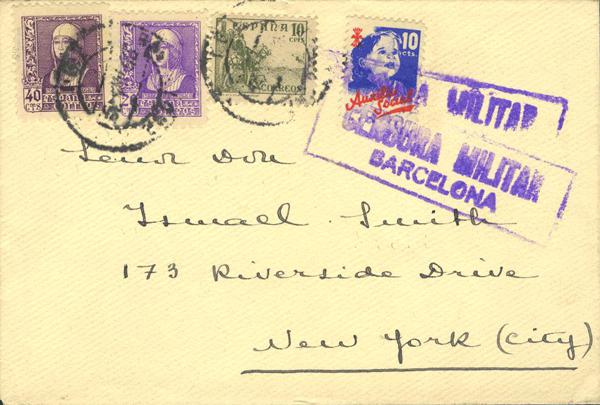 40
CTS
ESPAÑA
10
CTS
CORREOS
10
cts.
Auxilio
Social
MILITAR
CENSURA MILITAR
BARCELONA
Señor Don
Ismael Smith
173 Riverside Drive
New York (City)